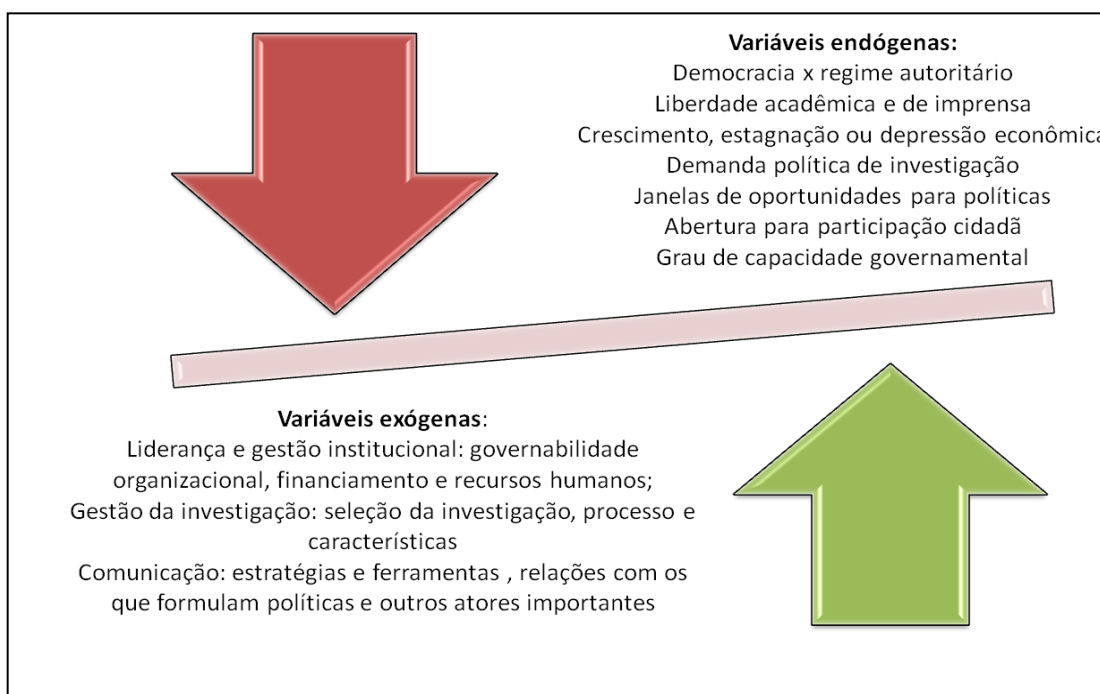 Variáveis endógenas:
Democracia x regime autoritário
Liberdade acadêmica e de imprensa
Crescimento, estagnação ou depressão econômica
Demanda política de investigação
Janelas de oportunidades para políticas
Abertura para participação cidadã
Grau de capacidade governamental
Variáveis exógenas:
Liderança e gestão institucional: governabilidade
organizacional, financiamento e recursos humanos;
Gestão da investigação: seleção da investigação, processo e
características
Comunicação: estratégias e ferramentas , relações com os
que formulam políticas e outros atores importantes